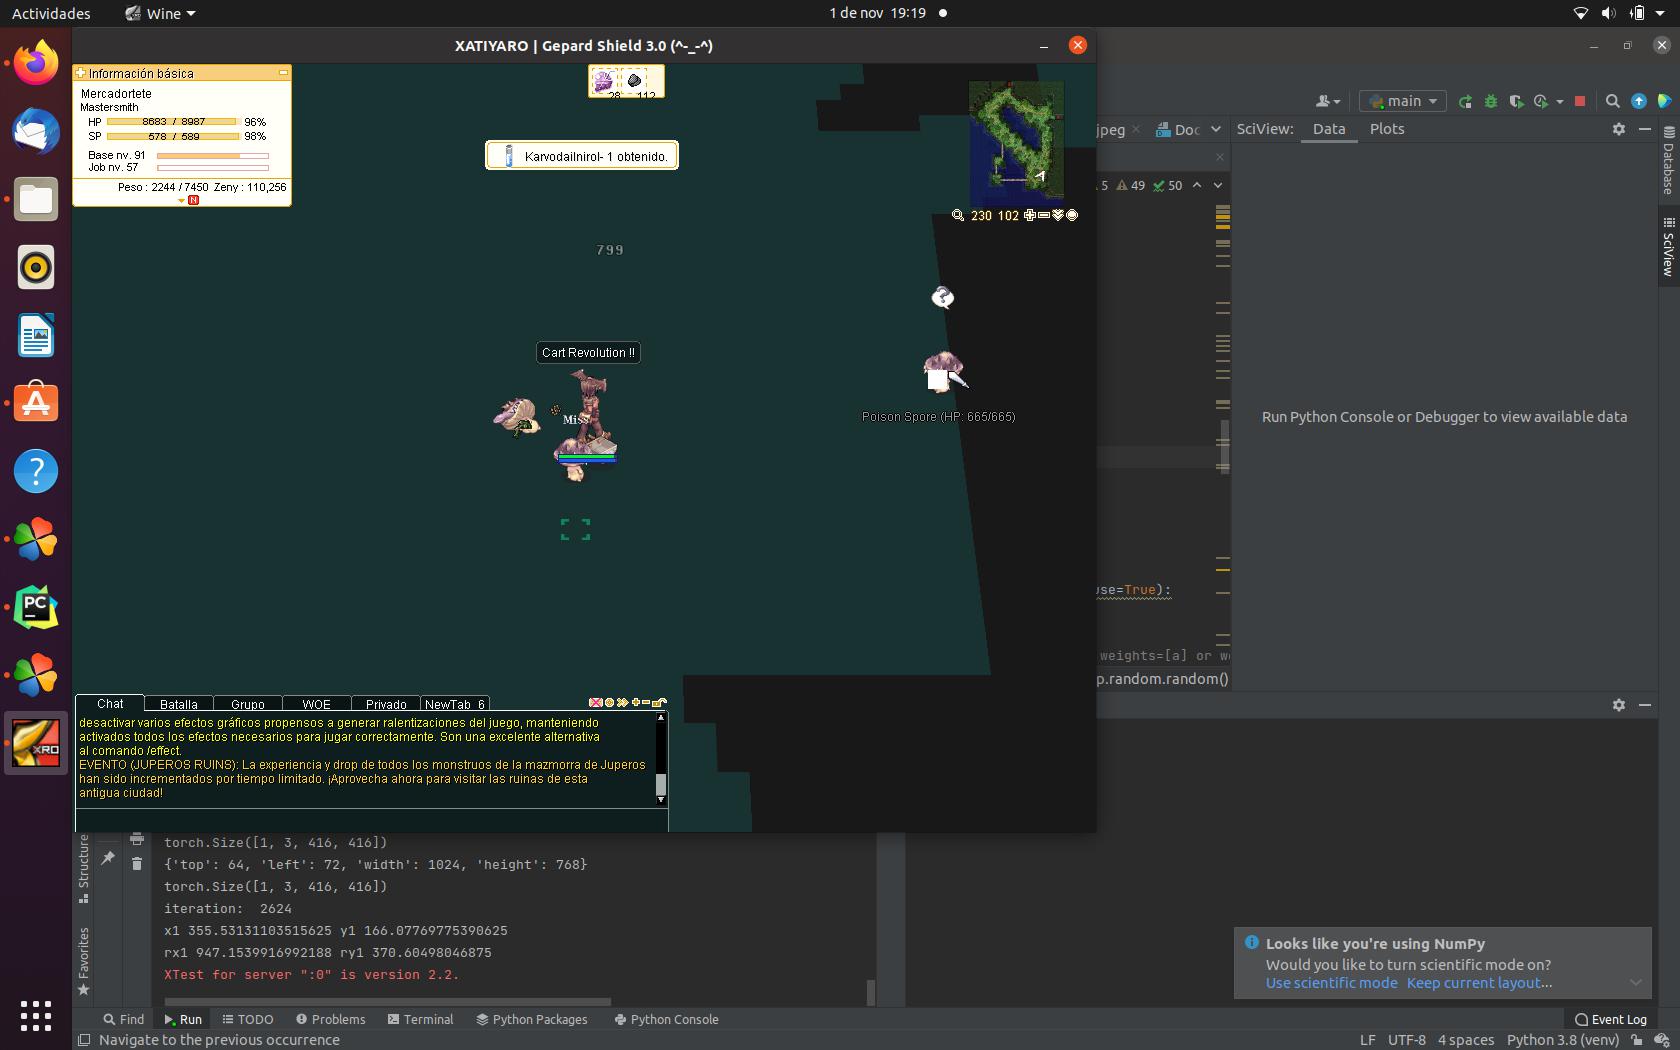 Actividades
Wine
1 de nov 19:19
XATIYARO | Gepard Shield 3.0 (^-_-^)
Información básica
Mercadortete
Mastersmith
HP 8683 / 8987 96%
SP 578 / 589 98%
Base nv. 91
Job nv. 57
Peso : 2244 / 7450 Zeny : 110,256
N
28 112
Karvodailnirol- 1 obtenido.
230 102
799
Cart Revolution !!
Miss
Poison Spore (HP: 665/665)
Chat Batalla Grupo WOE Privado NewTab_6
desactivar varios efectos gráficos propensos a generar ralentizaciones del juego, manteniendo
activados todos los efectos necesarios para jugar correctamente. Son una excelente alternativa
al comando /effect.
EVENTO (JUPEROS RUINS): La experiencia y drop de todos los monstruos de la mazmorra de Juperos
han sido incrementados por tiempo limitado. ¡Aprovecha ahora para visitar las ruinas de esta
antigua ciudad!
main
jpeg
Doc
SciView: Data Plots
5 49 50
Database
SciView
Run Python Console or Debugger to view available data
use=True):
weights=[a] or we
p.random.random()
PC
XRO
Structure
Favorites
torch.Size([1, 3, 416, 416])
{'top': 64, 'left': 72, 'width': 1024, 'height': 768}
torch.Size([1, 3, 416, 416])
iteration: 2624
x1 355.53131103515625 y1 166.07769775390625
rx1 947.1539916992188 ry1 370.60498046875
XTest for server ":0" is version 2.2.
Looks like you're using NumPy
Would you like to turn scientific mode on?
Use scientific mode Keep current layout...
Find Run TODO Problems Terminal Python Packages Python Console
Event Log
Navigate to the previous occurrence
LF UTF-8 4 spaces Python 3.8 (venv)